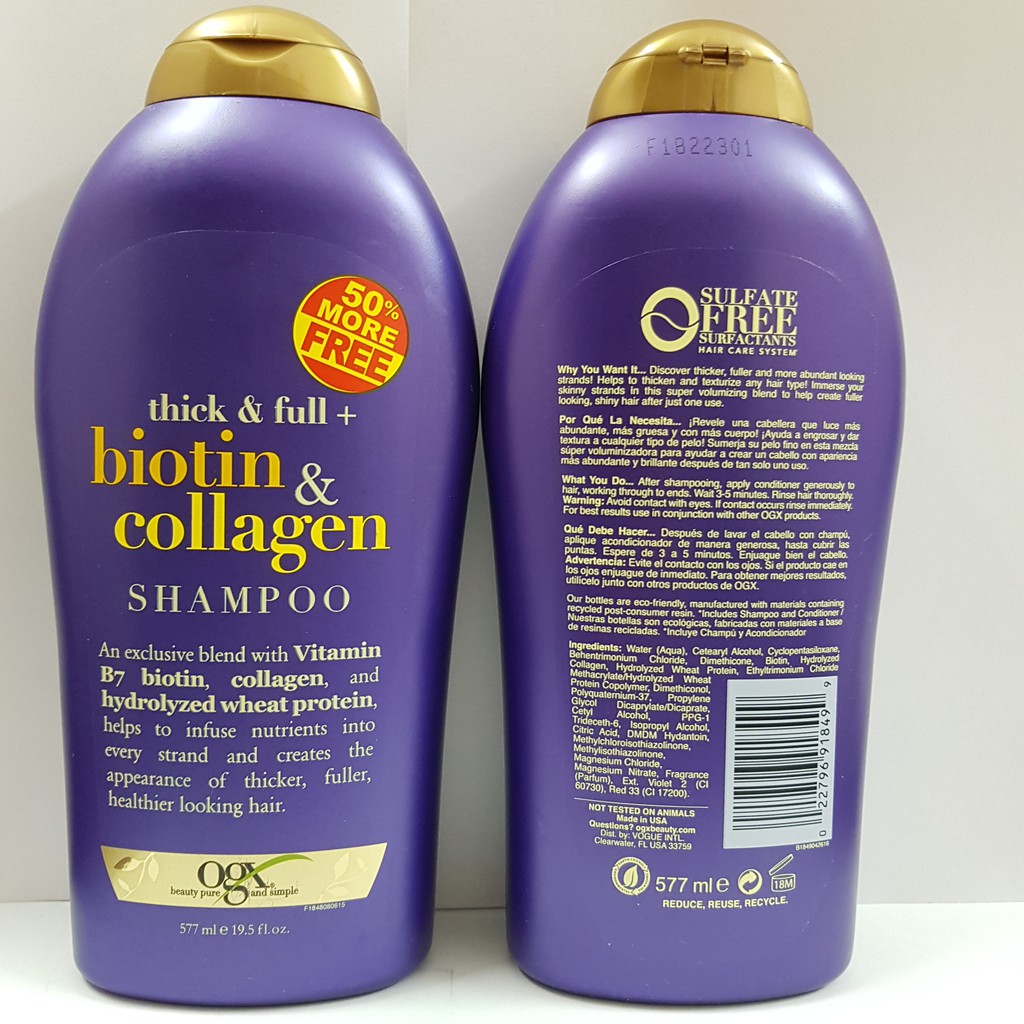 50%
MORE
FREE
thick & full +
biotin &
collagen
SHAMPOO
An exclusive blend with Vitamin
B7 biotin, collagen, and
hydrolyzed wheat protein,
helps to infuse nutrients into
every strand and creates the
appearance of thicker, fuller,
healthier looking hair.
ogx®
beauty pure and simple
F1848080615
577 ml e 19.5 fl.oz.
F1822301
SULFATE
FREE
SURFACTANTS
HAIR CARE SYSTEM
Why You Want It... Discover thicker, fuller and more abundant looking
strands! Helps to thicken and texturize any hair type! Immerse your
skinny strands in this super volumizing blend to help create fuller
looking, shiny hair after just one use.
Por Qué La Necesita... ¡Revele una cabellera que luce más
abundante, más gruesa y con más cuerpo! ¡Ayuda a engrosar y dar
textura a cualquier tipo de pelo! Sumerja su pelo fino en esta mezcla
súper voluminizadora para ayudar a crear un cabello con apariencia
más abundante y brillante después de tan solo uno uso.
What You Do... After shampooing, apply conditioner generously to
hair, working through to ends. Wait 3-5 minutes. Rinse hair thoroughly.
Warning: Avoid contact with eyes. If contact occurs rinse immediately.
For best results use in conjunction with other OGX products.
Qué Debe Hacer... Después de lavar el cabello con champú,
aplique acondicionador de manera generosa, hasta cubrir las
puntas. Espere de 3 a 5 minutos. Enjuague bien el cabello.
Advertencia: Evite el contacto con los ojos. Si el producto cae en
los ojos enjuague de inmediato. Para obtener mejores resultados,
utilícelo junto con otros productos de OGX.
Our bottles are eco-friendly, manufactured with materials containing
recycled post-consumer resin. *Includes Shampoo and Conditioner /
Nuestras botellas son ecológicas, fabricadas con materiales a base
de resinas recicladas. *Incluye Champú y Acondicionador
Ingredients: Water (Aqua), Cetearyl Alcohol, Cyclopentasiloxane,
Behentrimonium Chloride, Dimethicone, Biotin, Hydrolyzed
Collagen, Hydrolyzed Wheat Protein, Ethyltrimonium Chloride
Methacrylate/Hydrolyzed Wheat
Protein Copolymer, Dimethiconol,
Polyquaternium-37, Propylene
Glycol Dicaprylate/Dicaprate,
Cetyl Alcohol, PPG-1
Trideceth-6, Isopropyl Alcohol,
Citric Acid, DMDM Hydantoin,
Methylchloroisothiazolinone,
Methylisothiazolinone,
Magnesium Chloride,
Magnesium Nitrate, Fragrance
(Parfum), Ext. Violet 2 (CI
60730), Red 33 (CI 17200).
0 22796 91849 9
B1849042616
NOT TESTED ON ANIMALS
Made in USA
Questions? ogxbeauty.com
Dist. by: VOGUE INTL.
Clearwater, FL USA 33759
577 ml e
18M
REDUCE, REUSE, RECYCLE.